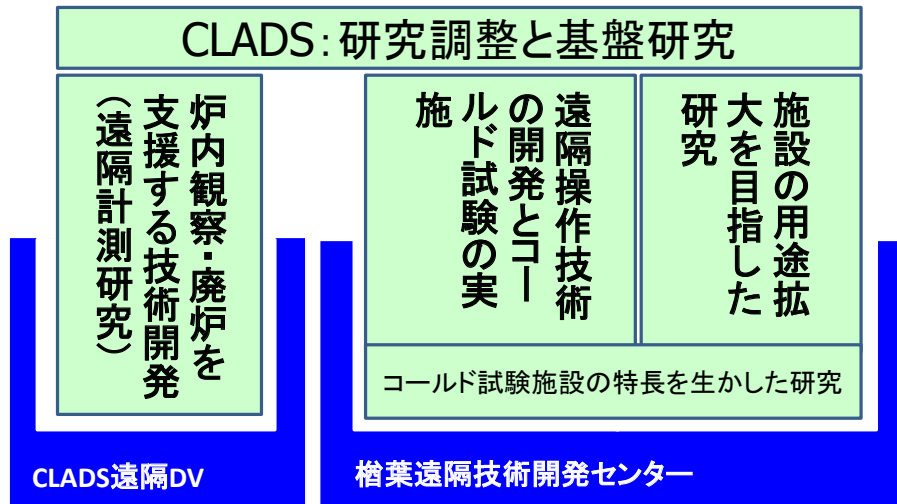 CLADS:研究調整と基盤研究
炉内観察・廃炉を
支援する技術開発
（遠隔計測研究）
遠隔操作技術
の開発とコー
ルド試験の実
施
施設の用途拡
大を目指した
研究
コールド試験施設の特長を生かした研究
CLADS遠隔DV
楢葉遠隔技術開発センター